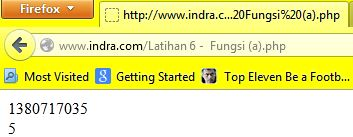 Firefox
http://www.indra.c...20Fungsi%20(a).php
www.indra.com/Latihan 6 - Fungsi (a).php
Most Visited Getting Started Top Eleven Be a Footb...
1380717035
5